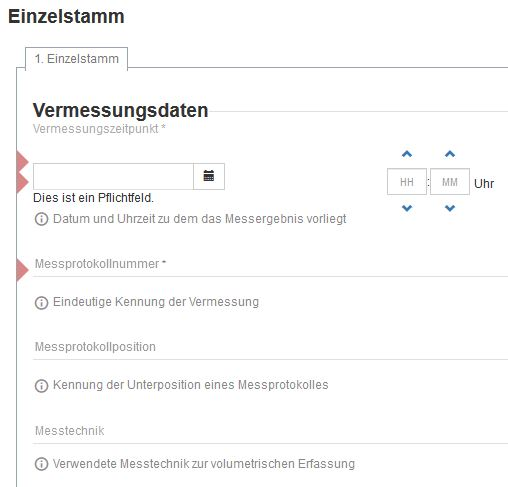 Einzelstamm
1. Einzelstamm
Vermessungsdaten
Vermessungszeitpunkt *
HH : MM Uhr
Dies ist ein Pflichtfeld.
Datum und Uhrzeit zu dem das Messergebnis vorliegt
Messprotokollnummer *
Eindeutige Kennung der Vermessung
Messprotokollposition
Kennung der Unterposition eines Messprotokolles
Messtechnik
Verwendete Messtechnik zur volumetrischen Erfassung